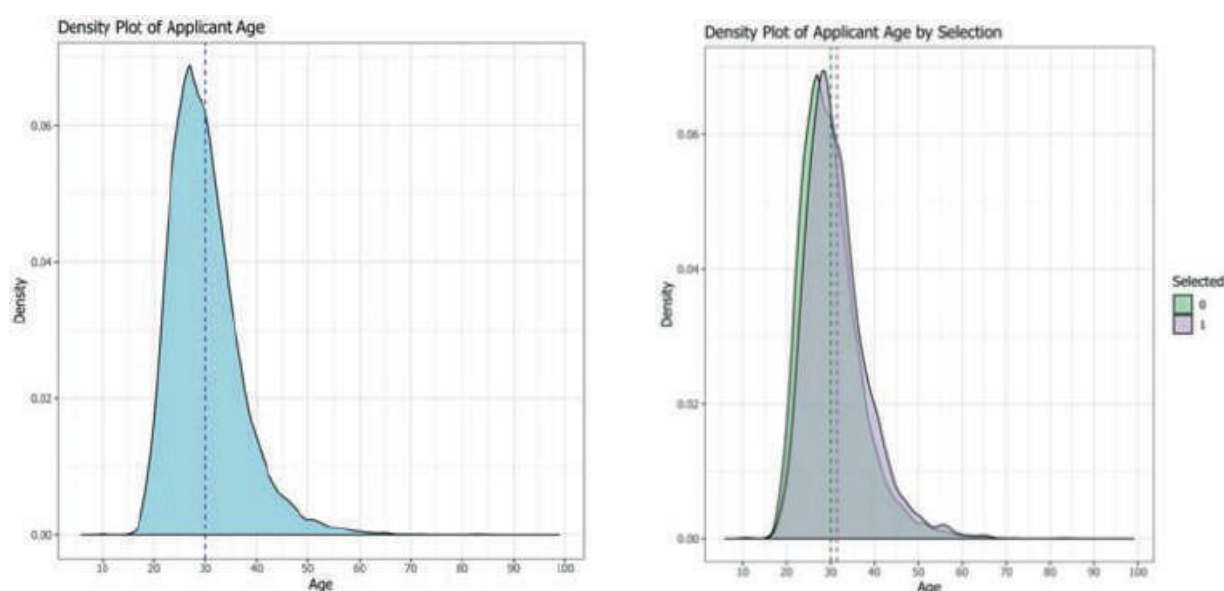 Density Plot of Applicant Age
0.06
0.04
0.02
0.00
Density
10 20 30 40 50 60 70 80 90 100
Age
Density Plot of Applicant Age by Selection
0.06
0.04
0.02
0.00
Density
10 20 30 40 50 60 70 80 90 100
Age
Selected
0
1